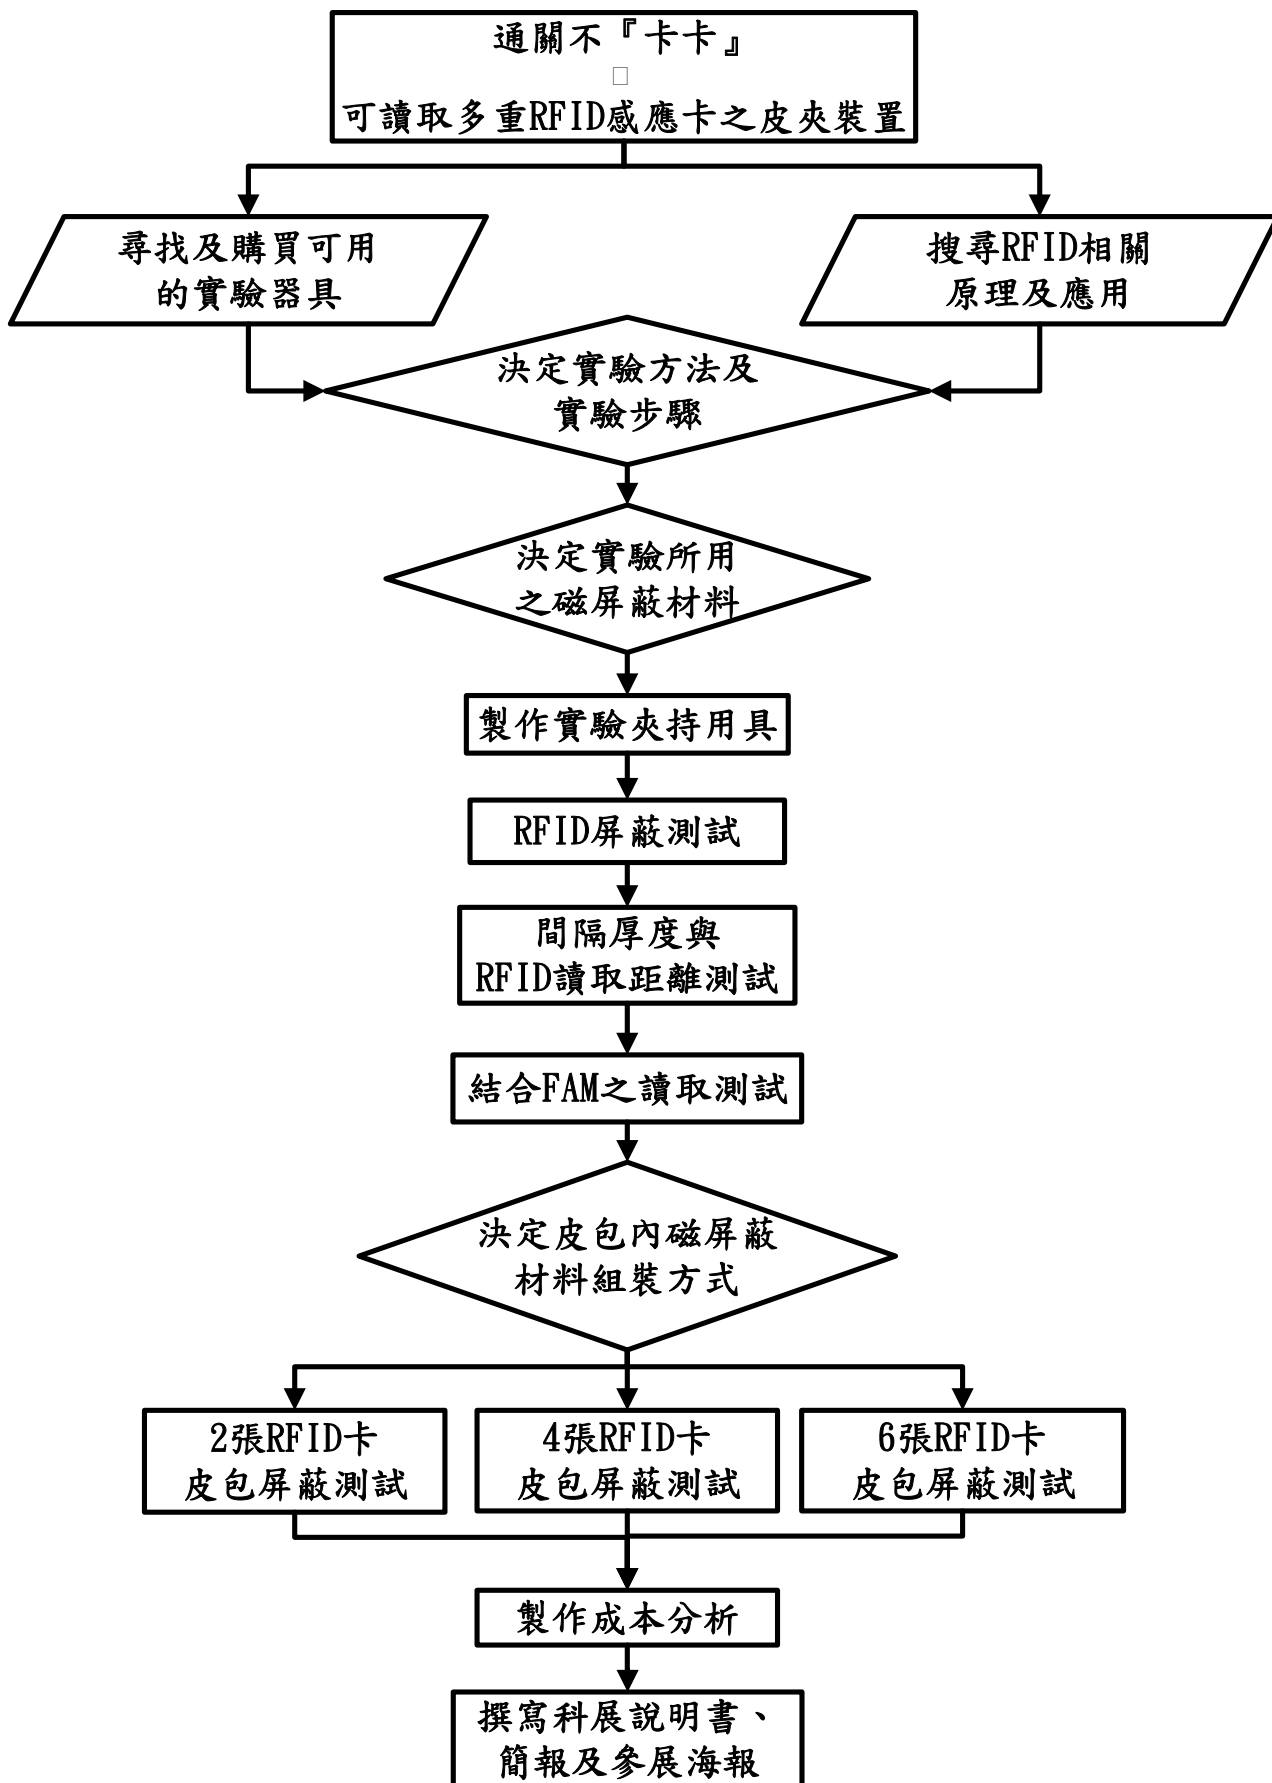 通關不『卡卡』
可讀取多重RFID感應卡之皮夾裝置
尋找及購買可用
的實驗器具
搜尋RFID相關
原理及應用
決定實驗方法及
實驗步驟
決定實驗所用
之磁屏蔽材料
製作實驗夾持用具
RFID屏蔽測試
間隔厚度與
RFID讀取距離測試
結合FAM之讀取測試
決定皮包內磁屏蔽
材料組裝方式
2張RFID卡
皮包屏蔽測試
4張RFID卡
皮包屏蔽測試
6張RFID卡
皮包屏蔽測試
製作成本分析
撰寫科展說明書、
簡報及參展海報